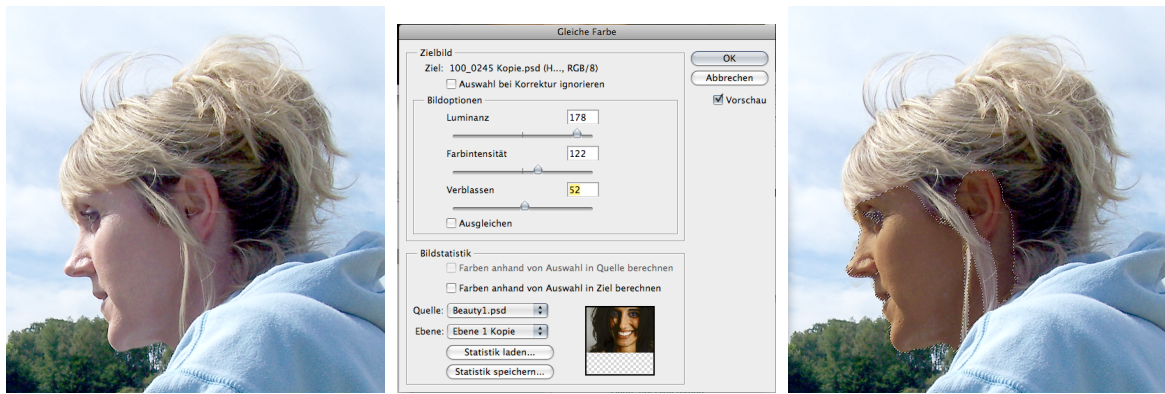 Gleiche Farbe
Zielbild
Ziel: 100_0245 Kopie.psd (H..., RGB/8)
Auswahl bei Korrektur ignorieren
Bildoptionen
Luminanz 178
Farbintensität 122
Verblassen 52
Ausgleichen
OK
Abbrechen
Vorschau
Bildstatistik
Farben anhand von Auswahl in Quelle berechnen
Farben anhand von Auswahl in Ziel berechnen
Quelle: Beauty1.psd
Ebene: Ebene 1 Kopie
Statistik laden...
Statistik speichern...